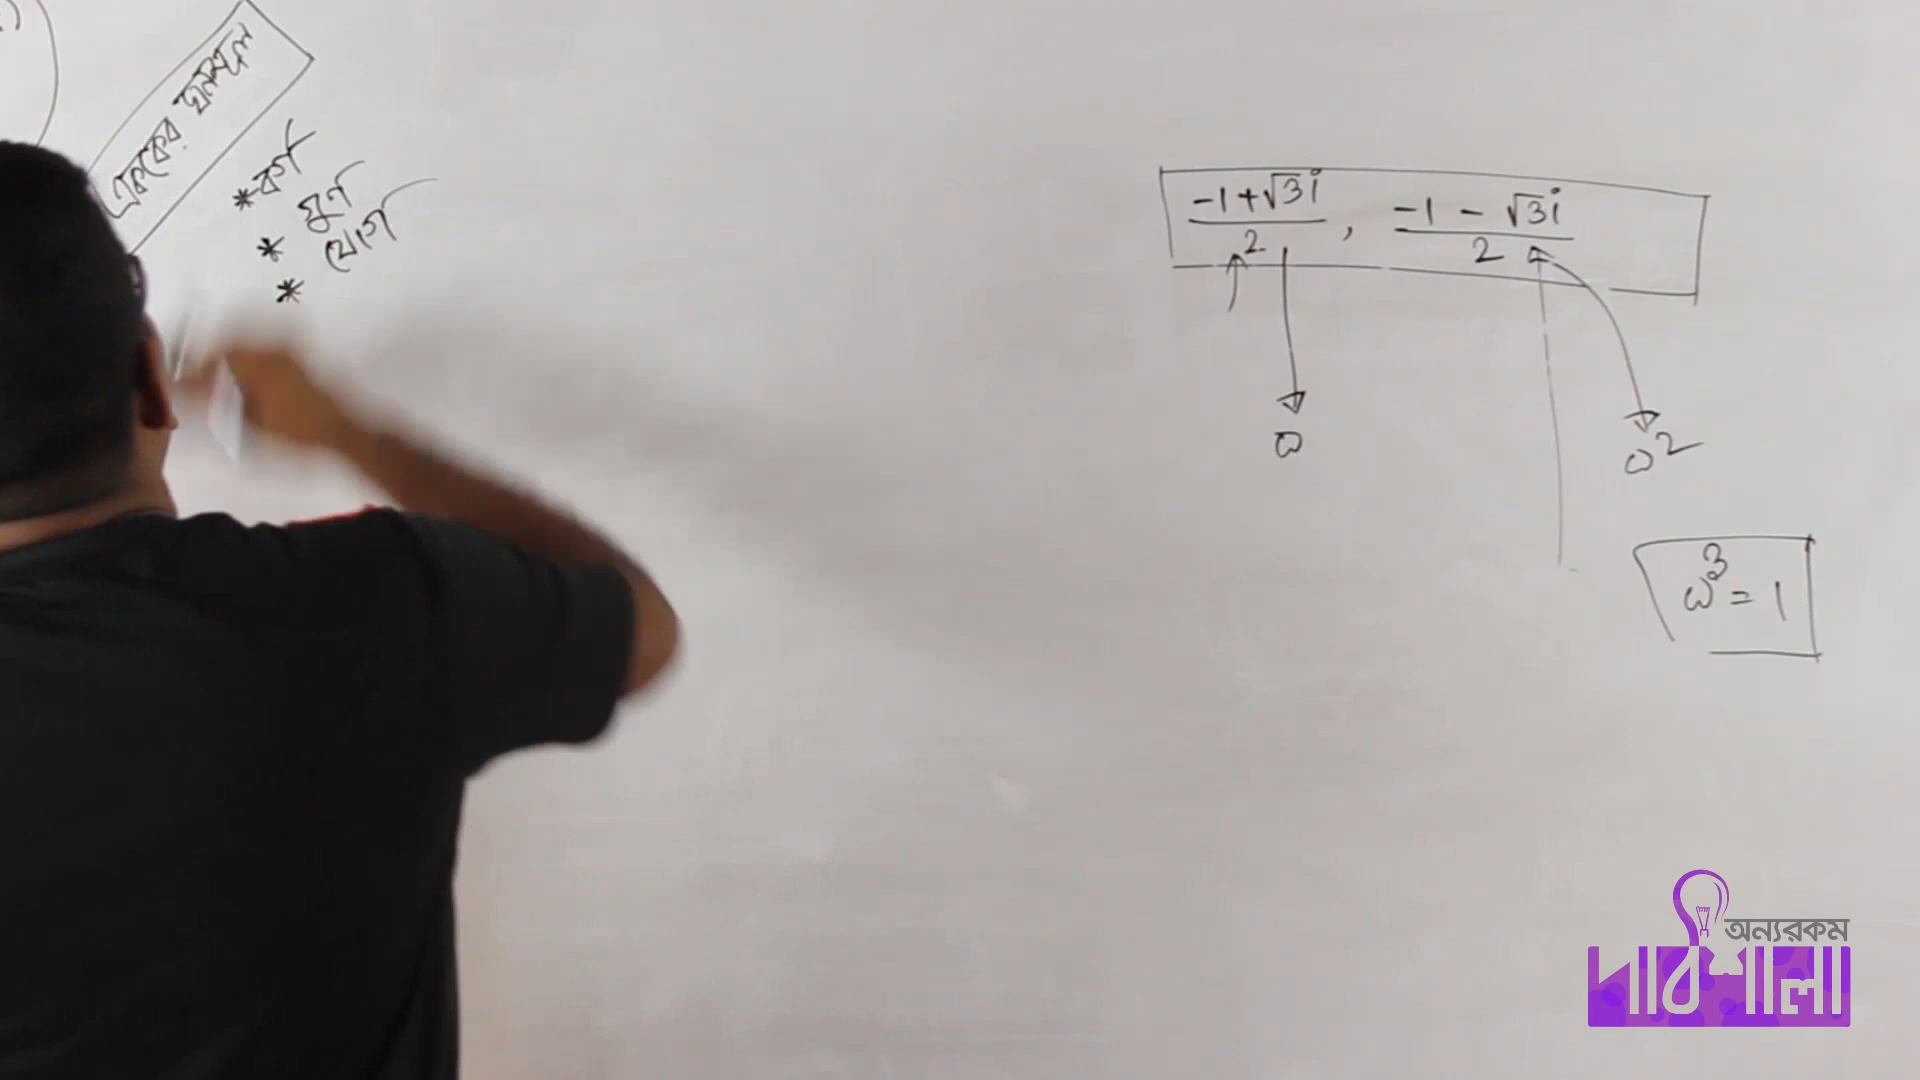 এককের ঘনমূল
*বর্গ
* গুণ
* যোগ
-1+√3i/2 , -1-√3i/2
ω
ω²
ω³ = 1
অন্যরকম
পাঠশালা